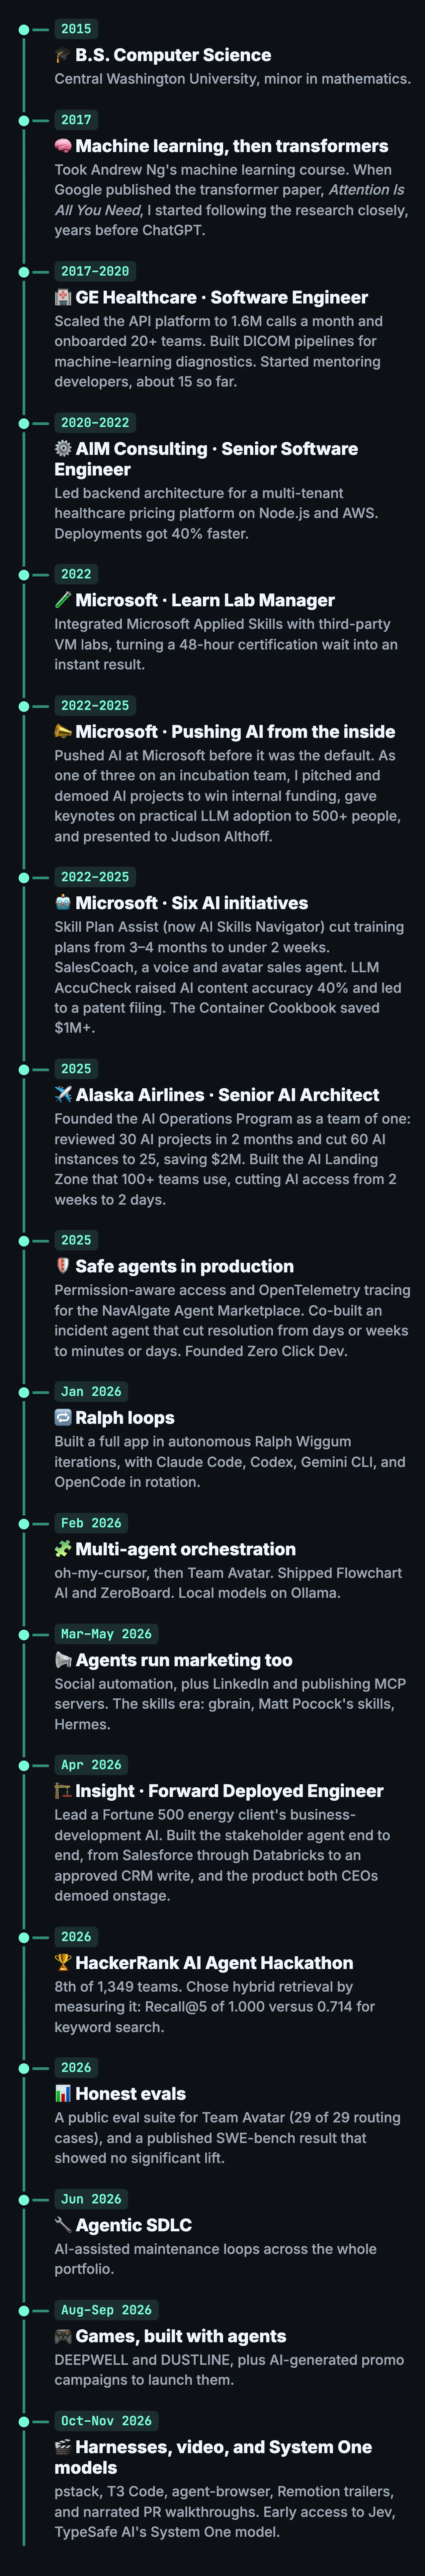 2015
🎓 B.S. Computer Science
Central Washington University, minor in mathematics.
2017
🧠 Machine learning, then transformers
Took Andrew Ng's machine learning course. When
Google published the transformer paper, Attention Is
All You Need, I started following the research closely,
years before ChatGPT.
2017–2020
🏥 GE Healthcare · Software Engineer
Scaled the API platform to 1.6M calls a month and
onboarded 20+ teams. Built DICOM pipelines for
machine-learning diagnostics. Started mentoring
developers, about 15 so far.
2020–2022
⚙️ AIM Consulting · Senior Software
Engineer
Led backend architecture for a multi-tenant
healthcare pricing platform on Node.js and AWS.
Deployments got 40% faster.
2022
🧪 Microsoft · Learn Lab Manager
Integrated Microsoft Applied Skills with third-party
VM labs, turning a 48-hour certification wait into an
instant result.
2022–2025
📣 Microsoft · Pushing AI from the inside
Pushed AI at Microsoft before it was the default. As
one of three on an incubation team, I pitched and
demoed AI projects to win internal funding, gave
keynotes on practical LLM adoption to 500+ people,
and presented to Judson Althoff.
2022–2025
🤖 Microsoft · Six AI initiatives
Skill Plan Assist (now AI Skills Navigator) cut training
plans from 3–4 months to under 2 weeks.
SalesCoach, a voice and avatar sales agent. LLM
AccuCheck raised AI content accuracy 40% and led
to a patent filing. The Container Cookbook saved
$1M+.
2025
✈️ Alaska Airlines · Senior AI Architect
Founded the AI Operations Program as a team of one:
reviewed 30 AI projects in 2 months and cut 60 AI
instances to 25, saving $2M. Built the AI Landing
Zone that 100+ teams use, cutting AI access from 2
weeks to 2 days.
2025
🛡️ Safe agents in production
Permission-aware access and OpenTelemetry tracing
for the NavAIgate Agent Marketplace. Co-built an
incident agent that cut resolution from days or weeks
to minutes or days. Founded Zero Click Dev.
Jan 2026
🔁 Ralph loops
Built a full app in autonomous Ralph Wiggum
iterations, with Claude Code, Codex, Gemini CLI, and
OpenCode in rotation.
Feb 2026
🧩 Multi-agent orchestration
oh-my-cursor, then Team Avatar. Shipped Flowchart
AI and ZeroBoard. Local models on Ollama.
Mar–May 2026
📢 Agents run marketing too
Social automation, plus LinkedIn and publishing MCP
servers. The skills era: gbrain, Matt Pocock's skills,
Hermes.
Apr 2026
🏗️ Insight · Forward Deployed Engineer
Lead a Fortune 500 energy client's business-
development AI. Built the stakeholder agent end to
end, from Salesforce through Databricks to an
approved CRM write, and the product both CEOs
demoed onstage.
2026
🏆 HackerRank AI Agent Hackathon
8th of 1,349 teams. Chose hybrid retrieval by
measuring it: Recall@5 of 1.000 versus 0.714 for
keyword search.
2026
📊 Honest evals
A public eval suite for Team Avatar (29 of 29 routing
cases), and a published SWE-bench result that
showed no significant lift.
Jun 2026
🔧 Agentic SDLC
AI-assisted maintenance loops across the whole
portfolio.
Aug–Sep 2026
🎮 Games, built with agents
DEEPWELL and DUSTLINE, plus AI-generated promo
campaigns to launch them.
Oct–Nov 2026
🎬 Harnesses, video, and System One
models
pstack, T3 Code, agent-browser, Remotion trailers,
and narrated PR walkthroughs. Early access to Jev,
TypeSafe AI's System One model.